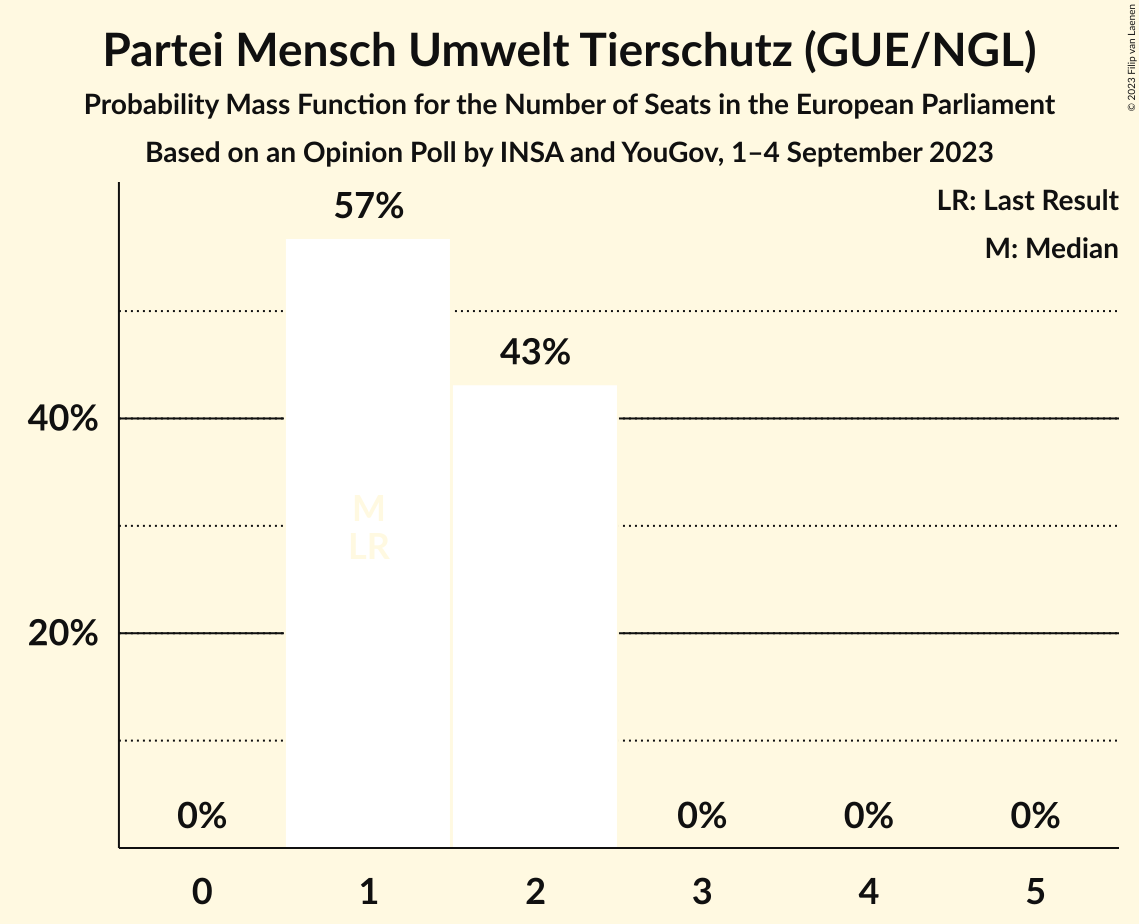 Partei Mensch Umwelt Tierschutz (GUE/NGL)
Probability Mass Function for the Number of Seats in the European Parliament
Based on an Opinion Poll by INSA and YouGov, 1–4 September 2023
© 2023 Filip van Laenen
LR: Last Result
M: Median
57%
43%
40%
M
LR
20%
0%
0%
0%
0%
0 1 2 3 4 5